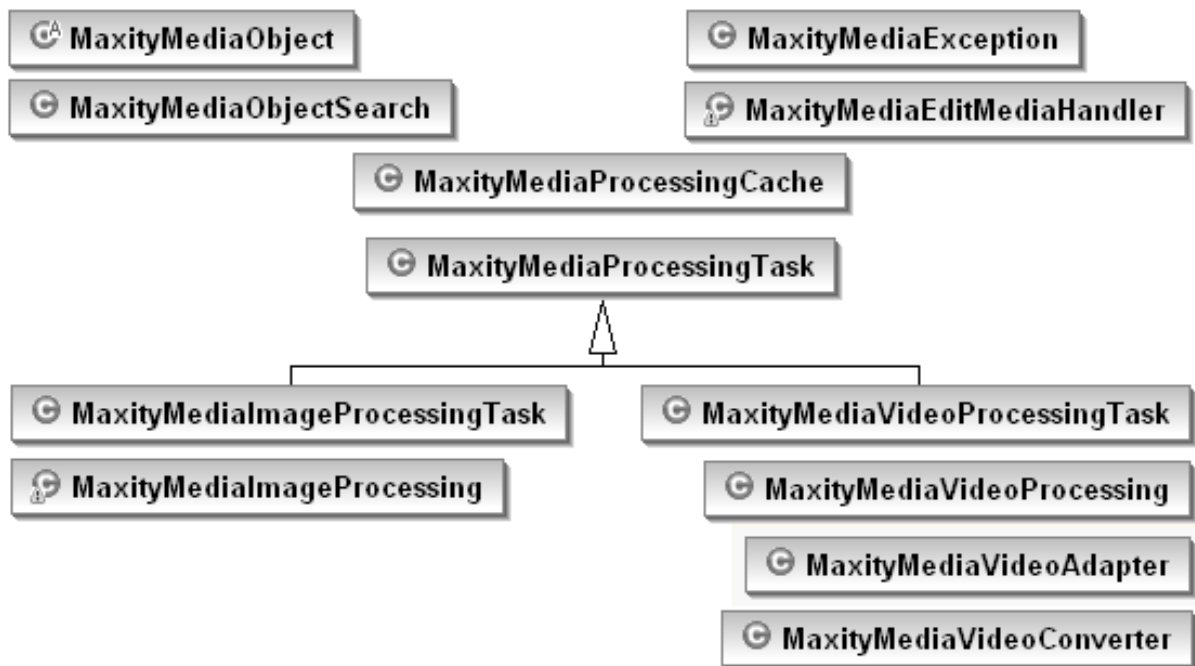 MaxityMediaObject
MaxityMediaException
MaxityMediaObjectSearch
MaxityMediaEditMediaHandler
MaxityMediaProcessingCache
MaxityMediaProcessingTask
MaxityMediaImageProcessingTask
MaxityMediaVideoProcessingTask
MaxityMediaImageProcessing
MaxityMediaVideoProcessing
MaxityMediaVideoAdapter
MaxityMediaVideoConverter